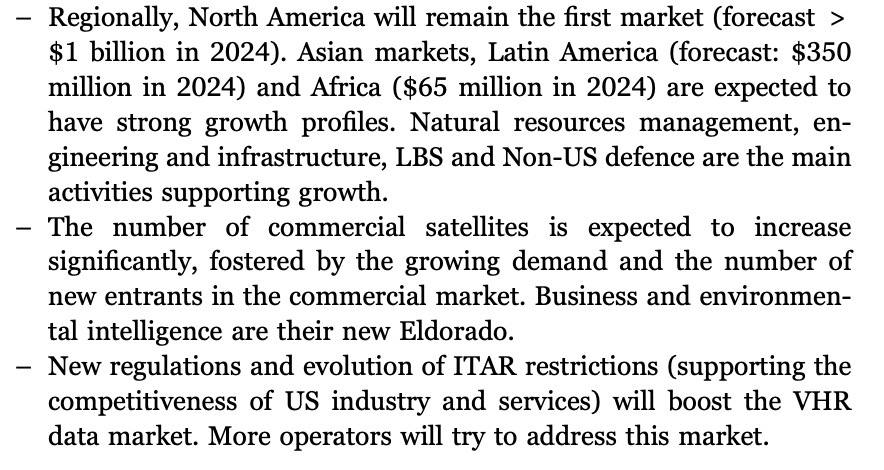 – Regionally, North America will remain the first market (forecast >
$1 billion in 2024). Asian markets, Latin America (forecast: $350
million in 2024) and Africa ($65 million in 2024) are expected to
have strong growth profiles. Natural resources management, en-
gineering and infrastructure, LBS and Non-US defence are the main
activities supporting growth.
– The number of commercial satellites is expected to increase
significantly, fostered by the growing demand and the number of
new entrants in the commercial market. Business and environmen-
tal intelligence are their new Eldorado.
– New regulations and evolution of ITAR restrictions (supporting the
competitiveness of US industry and services) will boost the VHR
data market. More operators will try to address this market.